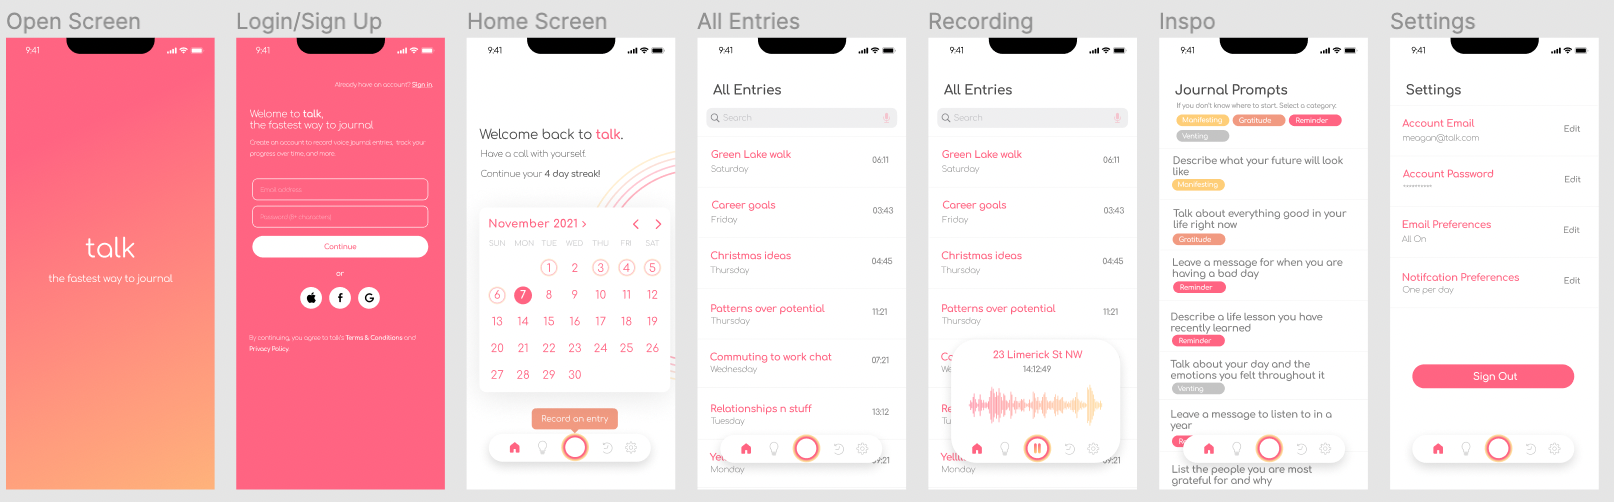 Open Screen
9:41
talk
the fastest way to journal
Login/Sign Up
9:41
Already have an account? Sign in.
Welcome to talk,
the fastest way to journal
Create an account to record voice journal entries, track your
progress over time, and more.
Email address
Password (8+ characters)
Continue
or
f
G
By continuing, you agree to talk's Terms & Conditions and
Privacy Policy.
Home Screen
9:41
Welcome back to talk.
Have a call with yourself.
Continue your 4 day streak!
November 2021 >
SUN MON TUE WED THU FRI SAT
1 2 3 4 5
6 7 8 9 10 11 12
13 14 15 16 17 18 19
20 21 22 23 24 25 26
27 28 29 30
Record an entry
All Entries
9:41
All Entries
Search
Green Lake walk
Saturday
06:11
Career goals
Friday
03:43
Christmas ideas
Thursday
04:45
Patterns over potential
Thursday
11:21
Commuting to work chat
Wednesday
07:21
Relationships n stuff
Tuesday
13:12
Yel
Monday
9:21
Recording
9:41
All Entries
Search
Green Lake walk
Saturday
06:11
Career goals
Friday
03:43
Christmas ideas
Thursday
04:45
Patterns over potential
Thursday
11:21
Co
We
Re
Tu
23 Limerick St NW
14:12:49
Yelli
Monday
9:21
Inspo
9:41
Journal Prompts
If you don't know where to start. Select a category.
Manifesting Gratitude Reminder
Venting
Describe what your future will look
like
Manifesting
Talk about everything good in your
life right now
Gratitude
Leave a message for when you are
having a bad day
Reminder
Describe a life lesson you have
recently learned
Reminder
Talk about your day and the
emotions you felt throughout it
Venting
Leave a message to listen to in a
year
Re
List the people you are most
grateful for and why
Settings
9:41
Settings
Account Email
meagan@talk.com
Edit
Account Password
**********
Edit
Email Preferences
All On
Edit
Notifcation Preferences
One per day
Edit
Sign Out